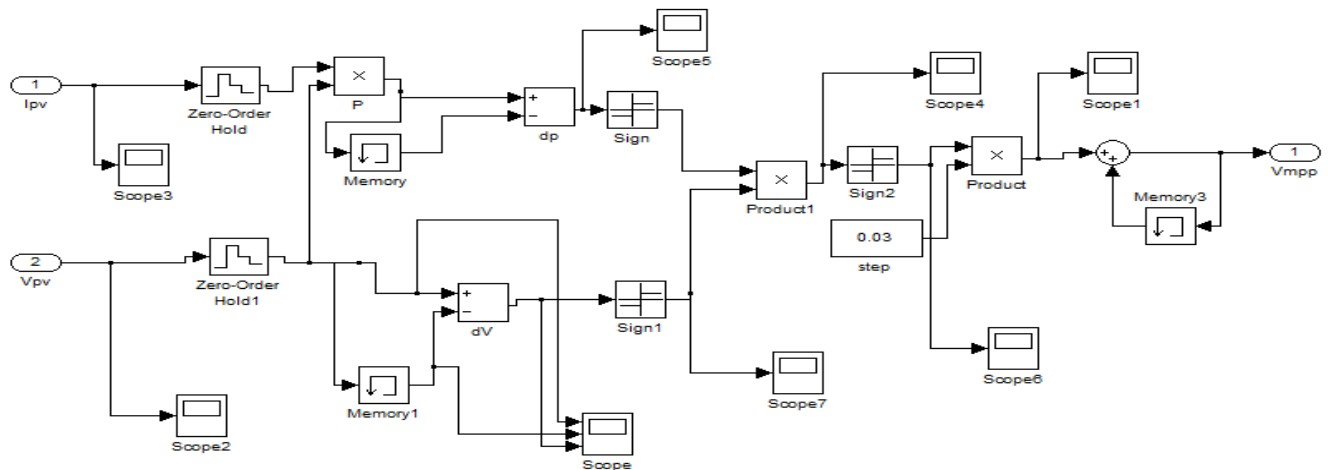 Scope5
1
Ipv
Zero-Order
Hold
×
P
+
−
dp
Sign
Scope4
Scope1
Scope3
Memory
×
Product1
Sign2
×
Product
+
+
1
Vmpp
Memory3
0.03
step
2
Vpv
Zero-Order
Hold1
+
−
dV
Sign1
Memory1
Scope7
Scope6
Scope2
Scope